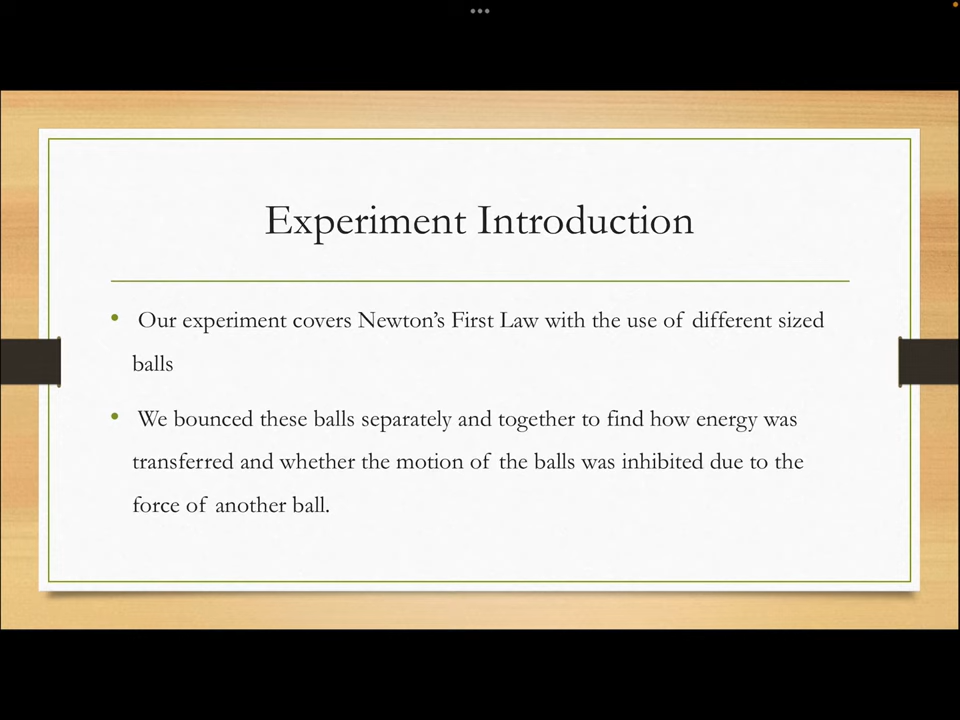 Experiment Introduction
• Our experiment covers Newton’s First Law with the use of different sized
balls
• We bounced these balls separately and together to find how energy was
transferred and whether the motion of the balls was inhibited due to the
force of another ball.